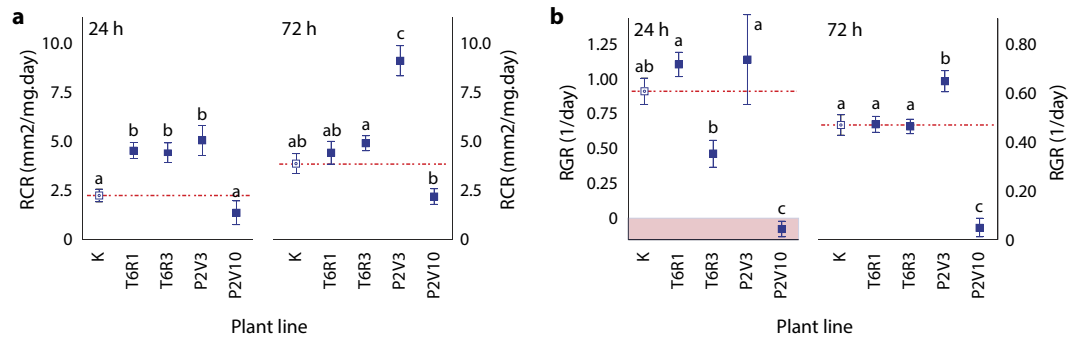 a
24 h
72 h
RCR (mm2/mg.day)
10.0
7.5
5.0
2.5
0
a
b
b
b
a
ab
ab
a
c
b
10.0
7.5
5.0
2.5
0
RCR (mm2/mg.day)
K
T6R1
T6R3
P2V3
P2V10
K
T6R1
T6R3
P2V3
P2V10
Plant line
b
24 h
72 h
RGR (1/day)
1.25
1.00
0.75
0.50
0.25
0
ab
a
b
a
c
a
a
a
b
c
0.80
0.60
0.40
0.20
0
RGR (1/day)
K
T6R1
T6R3
P2V3
P2V10
K
T6R1
T6R3
P2V3
P2V10
Plant line